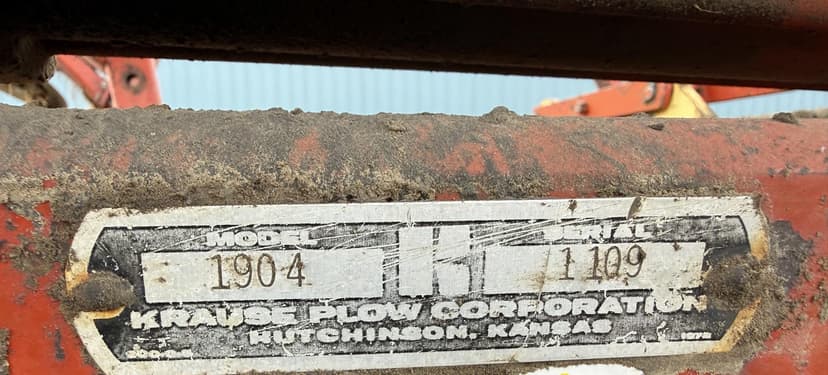 MODEL K SERIAL
1904 1109
KRAUSE PLOW CORPORATION
HUTCHINSON, KANSAS